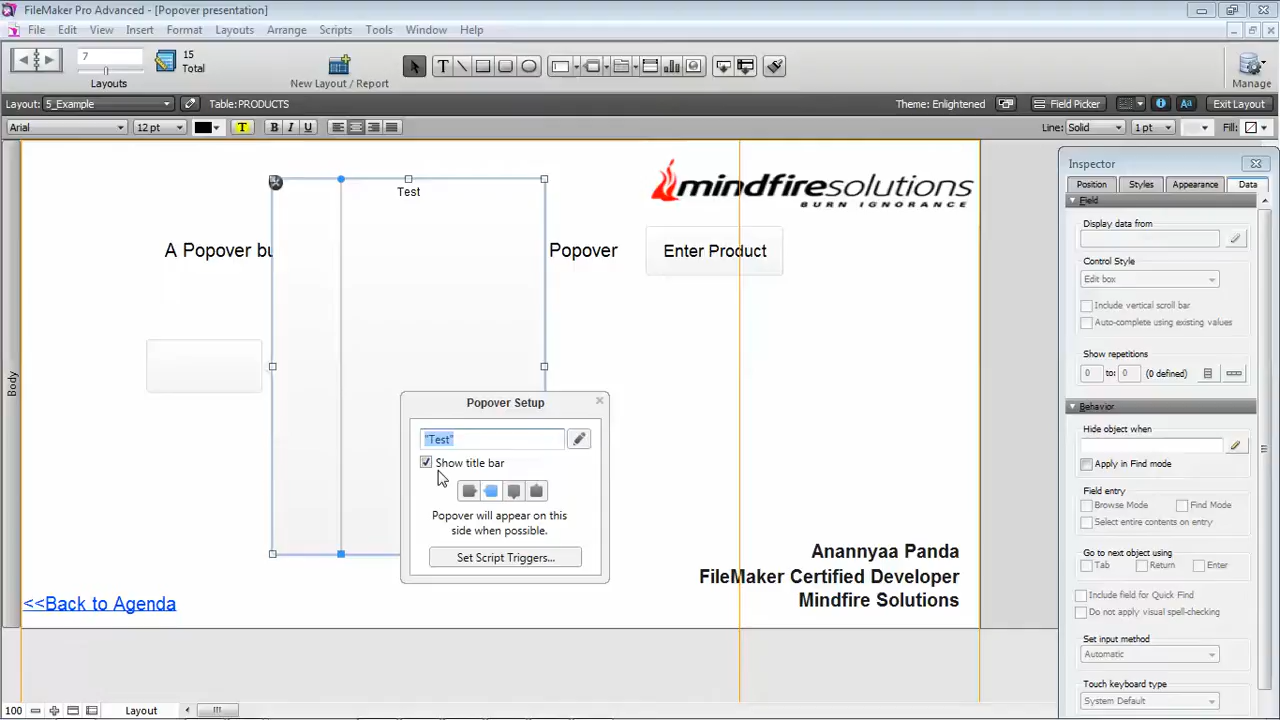 FileMaker Pro Advanced - [Popover presentation]
File Edit View Insert Format Layouts Arrange Scripts Tools Window Help
7
15
Total
Layouts
New Layout / Report
Manage
Layout: 5_Example
Table:PRODUCTS
Theme: Enlightened
Field Picker
Aa
Exit Layout
Arial
12 pt
T
B I U
Line: Solid
1 pt
Fill:
Test
mindfiresolutions
BURN IGNORANCE
A Popover bu
Popover
Enter Product
Body
Popover Setup
"Test"
Show title bar
Popover will appear on this
side when possible.
Set Script Triggers...
Anannyaa Panda
FileMaker Certified Developer
Mindfire Solutions
<<Back to Agenda
100
Layout
Inspector
Position Styles Appearance Data
Field
Display data from
Control Style
Edit box
Include vertical scroll bar
Auto-complete using existing values
Show repetitions
0 to: 0 (0 defined)
Behavior
Hide object when
Apply in Find mode
Field entry
Browse Mode Find Mode
Select entire contents on entry
Go to next object using
Tab Return Enter
Include field for Quick Find
Do not apply visual spell-checking
Set input method
Automatic
Touch keyboard type
System Default